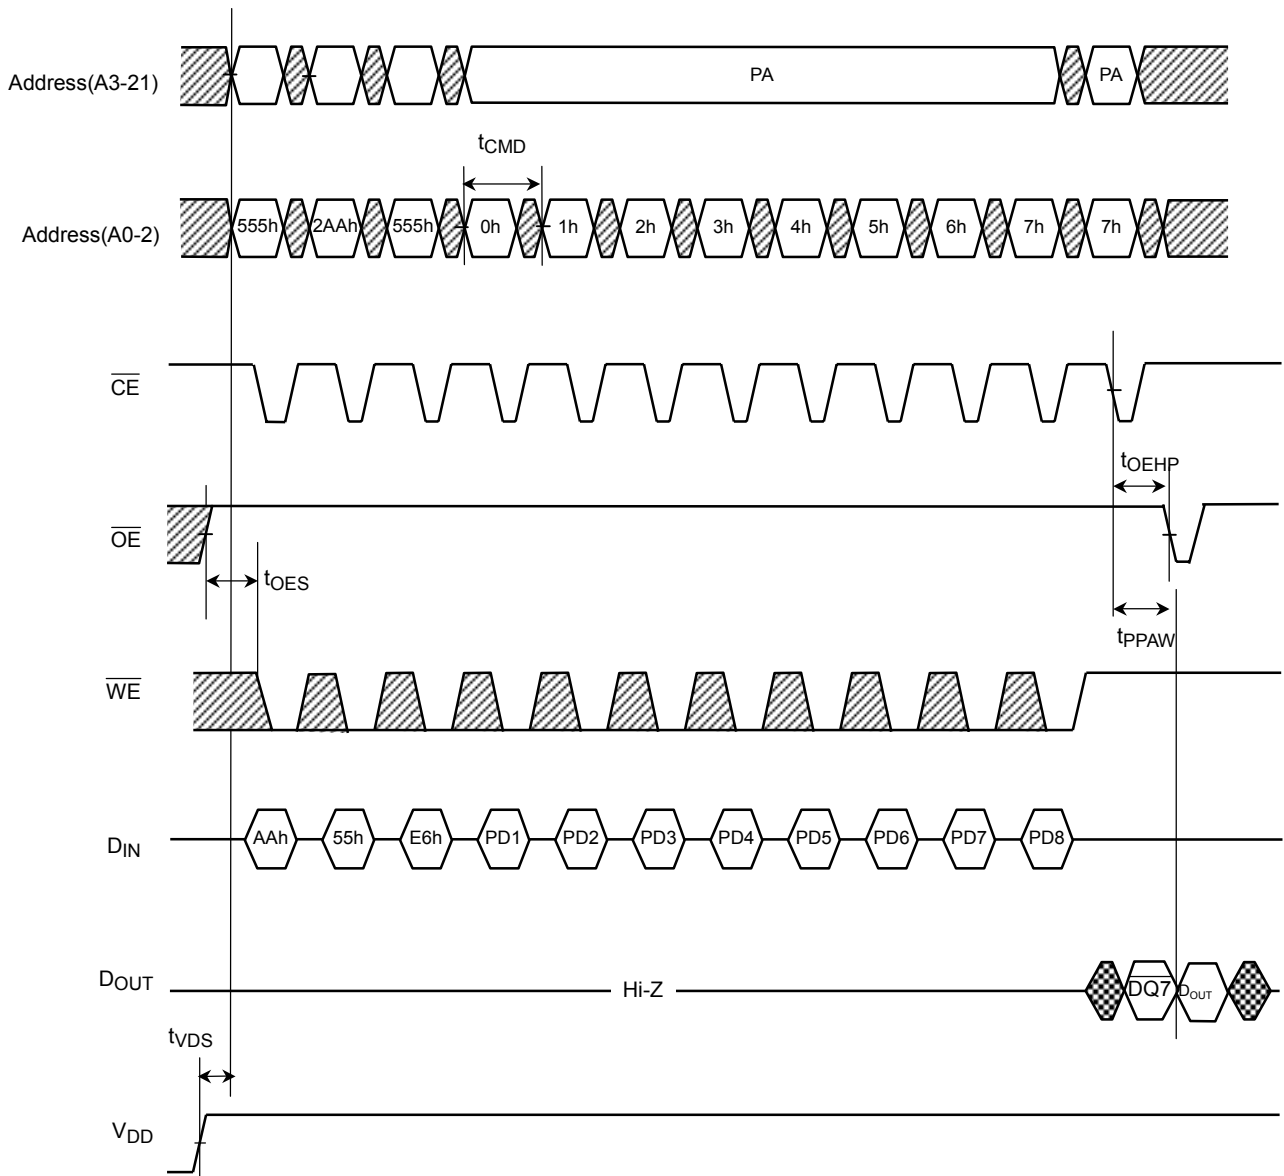 Address(A3-21) PA PA
tCMD
Address(A0-2) 555h 2AAh 555h 0h 1h 2h 3h 4h 5h 6h 7h 7h
CE
tOEHP
OE
tOES
tPPAW
WE
DIN AAh 55h E6h PD1 PD2 PD3 PD4 PD5 PD6 PD7 PD8
DOUT Hi-Z DQ7 DOUT
tVDS
VDD